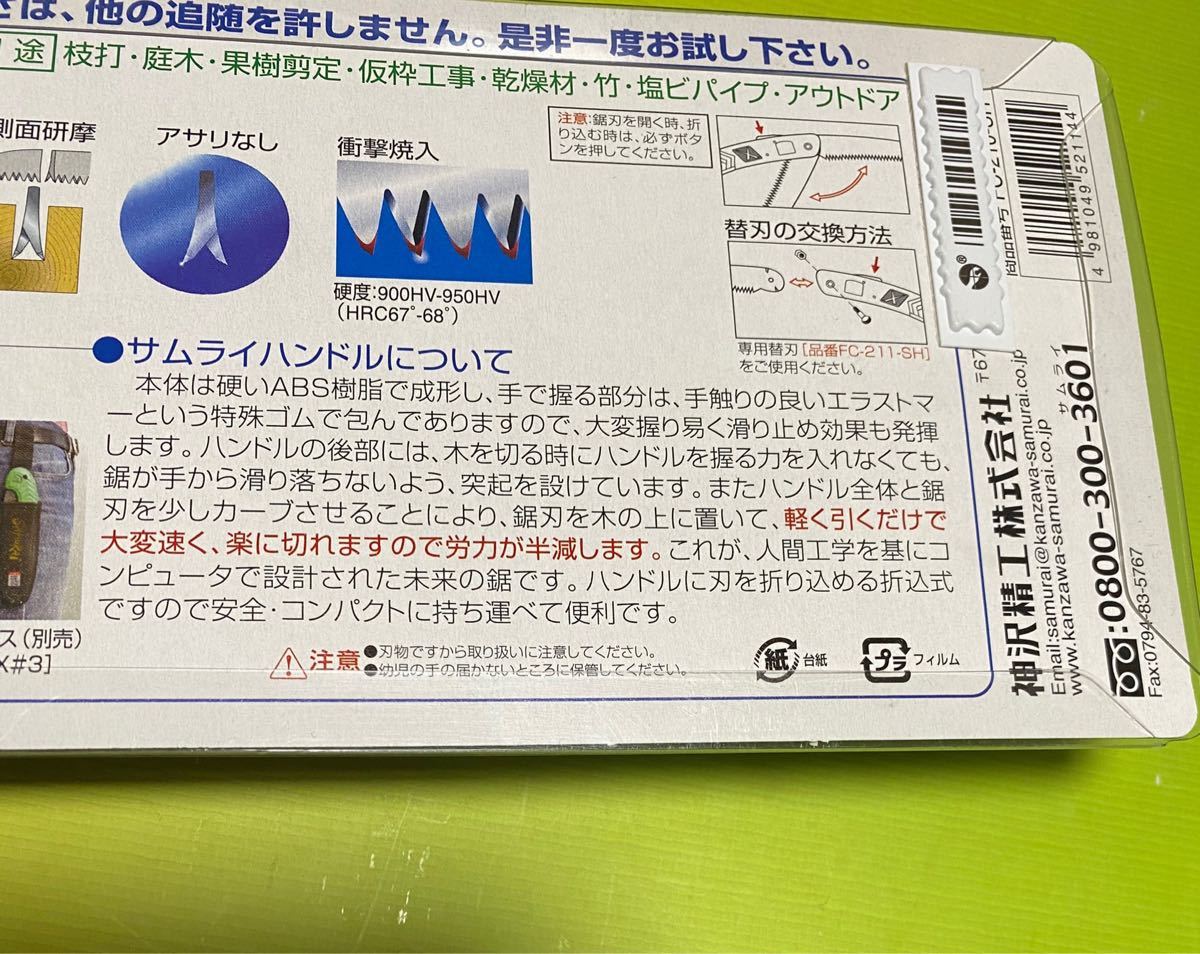 さは、他の追随を許しません。是非一度お試し下さい。
途 枝打・庭木・果樹剪定・仮枠工事・乾燥材・竹・塩ビパイプ・アウトドア
側面研摩
アサリなし
衝撃焼入
硬度:900HV-950HV
(HRC67°-68°)
注意:鋸刃を開く時、折
り込む時は、必ずボタ
ンを押してください。
替刃の交換方法
専用替刃[品番FC-211-SH]
をご使用ください。
●サムライハンドルについて
本体は硬いABS樹脂で成形し、手で握る部分は、手触りの良いエラストマ
ーという特殊ゴムで包んでありますので、大変握り易く滑り止め効果も発揮
します。ハンドルの後部には、木を切る時にハンドルを握る力を入れなくても、
鋸が手から滑り落ちないよう、突起を設けています。またハンドル全体と鋸
刃を少しカーブさせることにより、鋸刃を木の上に置いて、軽く引くだけで
大変速く、楽に切れますので労力が半減します。これが、人間工学を基にコ
ンピュータで設計された未来の鋸です。ハンドルに刃を折り込める折込式
ですので安全・コンパクトに持ち運べて便利です。
ス(別売)
X#3]
注意
●刃物ですから取り扱いに注意してください。
●幼児の手の届かないところに保管してください。
紙 台紙
プラ フィルム
商品番号
4 981049 521144
®
神沢精工株式会社 〒67
Email:samurai@kanzawa-samurai.co.jp
www.kanzawa-samurai.co.jp
サムライ
:0800-300-3601
Fax:0794-83-5767